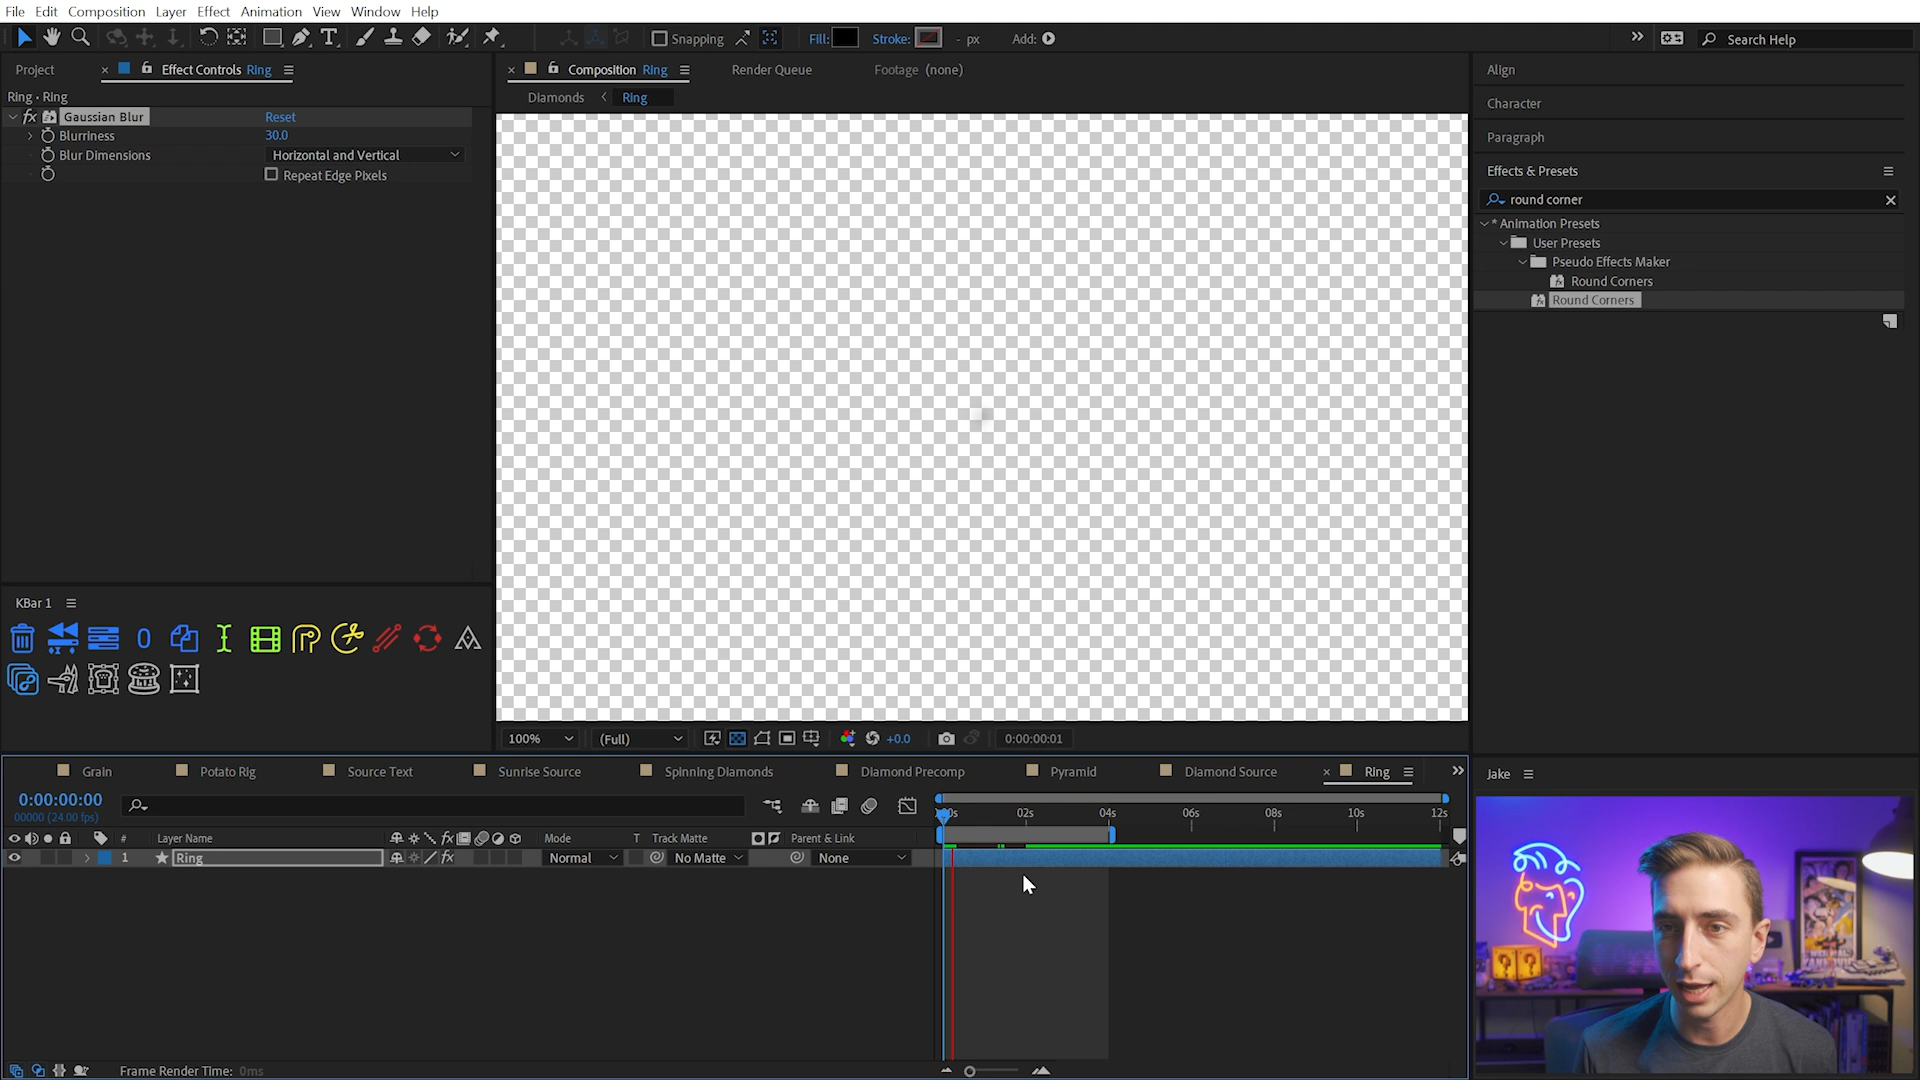 File Edit Composition Layer Effect Animation View Window Help
Snapping Fill: Stroke: - px Add: Search Help
Project Effect Controls Ring
Composition Ring Render Queue Footage (none)
Ring • Ring
Diamonds Ring
fx Gaussian Blur Reset
Blurriness 30.0
Blur Dimensions Horizontal and Vertical
Repeat Edge Pixels
Align
Character
Paragraph
Effects & Presets
round corner
* Animation Presets
User Presets
Pseudo Effects Maker
Round Corners
Round Corners
KBar 1
100% (Full) +0.0 0:00:00:01
Grain Potato Rig Source Text Sunrise Source Spinning Diamonds Diamond Precomp Pyramid Diamond Source Ring
0:00:00:00
00000 (24.00 fps)
02s 04s 06s 08s 10s 12s
# Layer Name fx Mode T Track Matte Parent & Link
1 Ring fx Normal No Matte None
Frame Render Time: 0ms
Jake